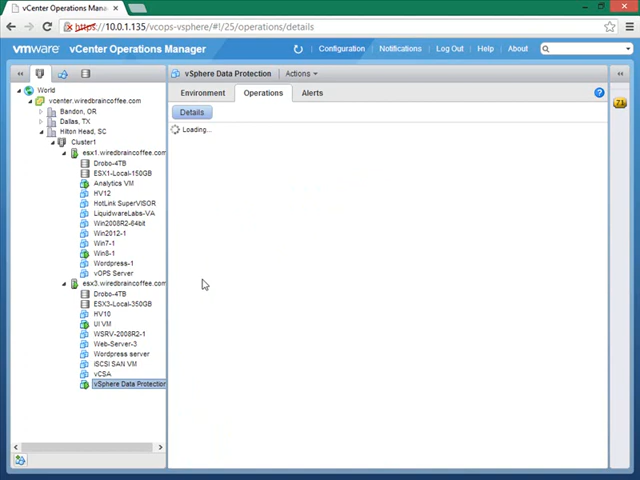 vCenter Operations Mana
https://10.0.1.135/vcops-vsphere/#!/25/operations/details
vmware vCenter Operations Manager
Configuration Notifications Log Out Help About
vSphere Data Protection Actions
Environment Operations Alerts
Details
Loading...
World
vcenter.wiredbraincoffee.com
Bandon, OR
Dallas, TX
Hilton Head, SC
Cluster1
esx1.wiredbraincoffee.com
Drobo-4TB
ESX1-Local-150GB
Analytics VM
HV12
HotLink SuperVISOR
LiquidwareLabs-VA
Win2008R2-64bit
Win2012-1
Win7-1
Win8-1
Wordpress-1
vOPS Server
esx3.wiredbraincoffee.com
Drobo-4TB
ESX3-Local-350GB
HV10
UI VM
WSRV-2008R2-1
Web-Server-3
Wordpress server
iSCSI SAN VM
vCSA
vSphere Data Protection
71